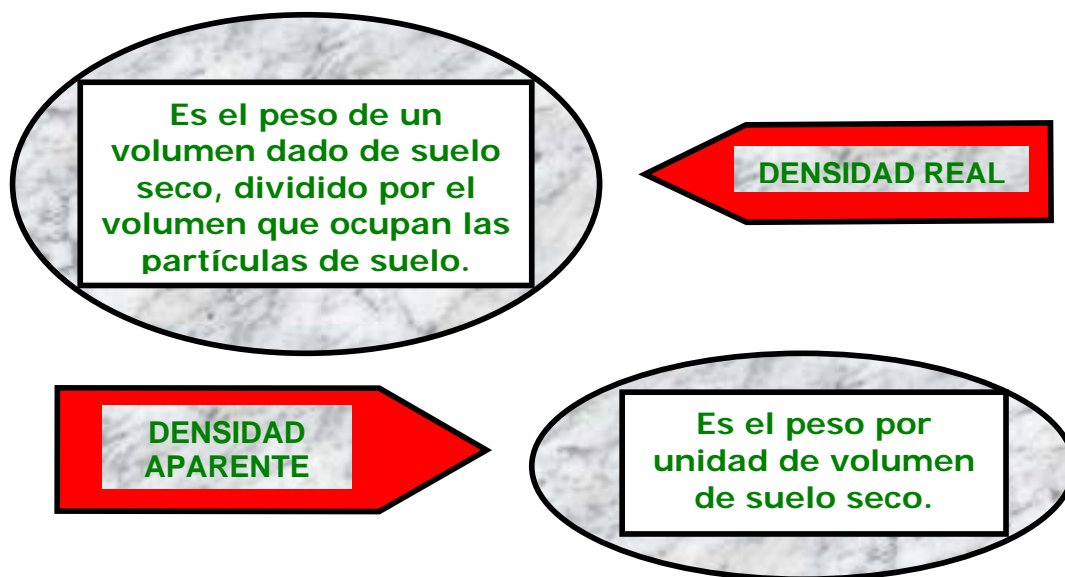 Es el peso de un
volumen dado de suelo
seco, dividido por el
volumen que ocupan las
partículas de suelo.
DENSIDAD REAL
DENSIDAD
APARENTE
Es el peso por
unidad de volumen
de suelo seco.